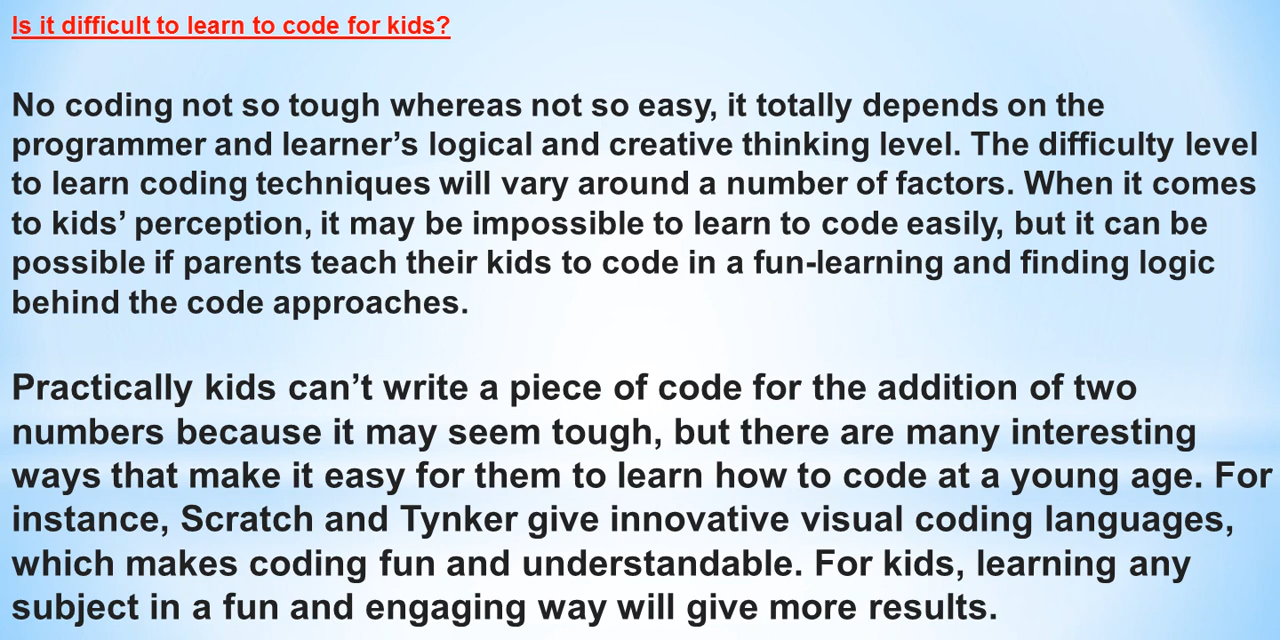 Is it difficult to learn to code for kids?
No coding not so tough whereas not so easy, it totally depends on the
programmer and learner’s logical and creative thinking level. The difficulty level
to learn coding techniques will vary around a number of factors. When it comes
to kids’ perception, it may be impossible to learn to code easily, but it can be
possible if parents teach their kids to code in a fun-learning and finding logic
behind the code approaches.
Practically kids can’t write a piece of code for the addition of two
numbers because it may seem tough, but there are many interesting
ways that make it easy for them to learn how to code at a young age. For
instance, Scratch and Tynker give innovative visual coding languages,
which makes coding fun and understandable. For kids, learning any
subject in a fun and engaging way will give more results.